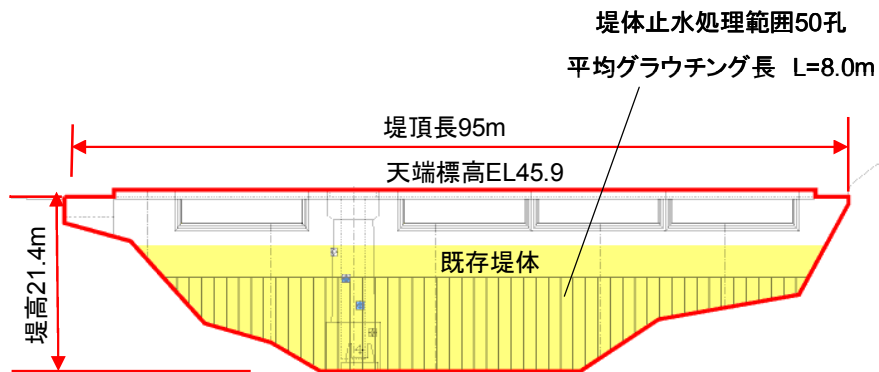 堤体止水処理範囲50孔
平均グラウチング長 L=8.0m
堤頂長95m
天端標高EL45.9
既存堤体
堤高21.4m